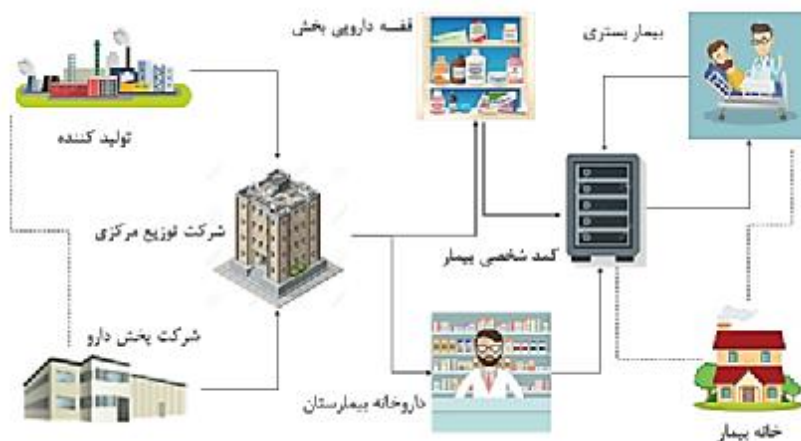 بیمار بستری
قفسه دارویی بخش
تولید کننده
شرکت توزیع مرکزی
کمد شخصی بیمار
شرکت پخش دارو
داروخانه بیمارستان
خانه بیمار